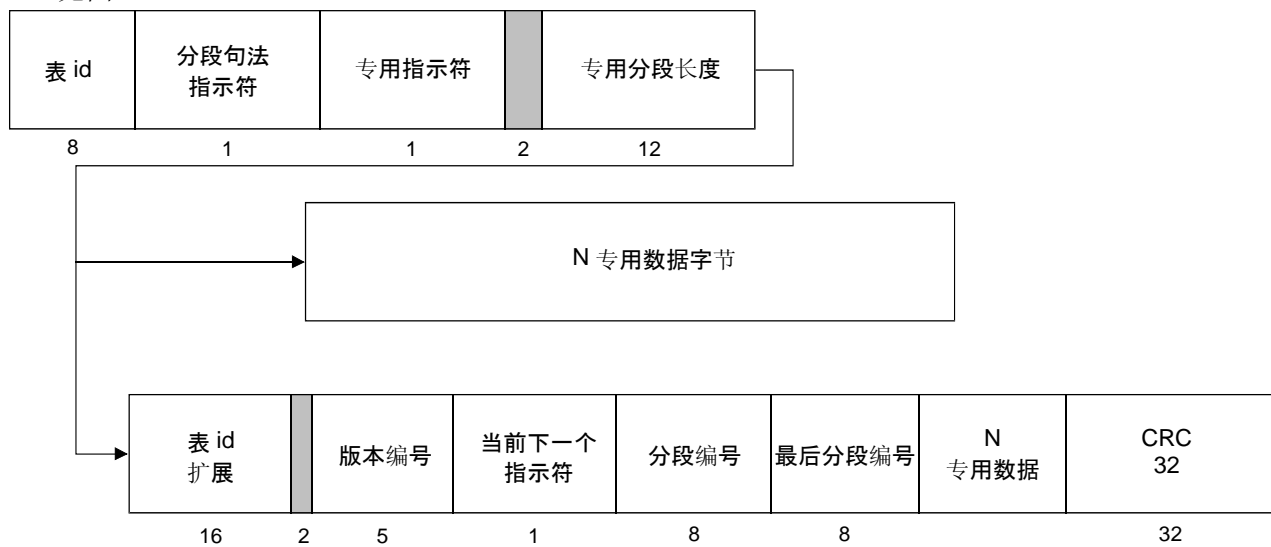 表 id
分段句法
指示符
专用指示符
专用分段长度
8
1
1
2
12
N 专用数据字节
表 id
扩展
版本编号
当前下一个
指示符
分段编号
最后分段编号
N
专用数据
CRC
32
16
2
5
1
8
8
32